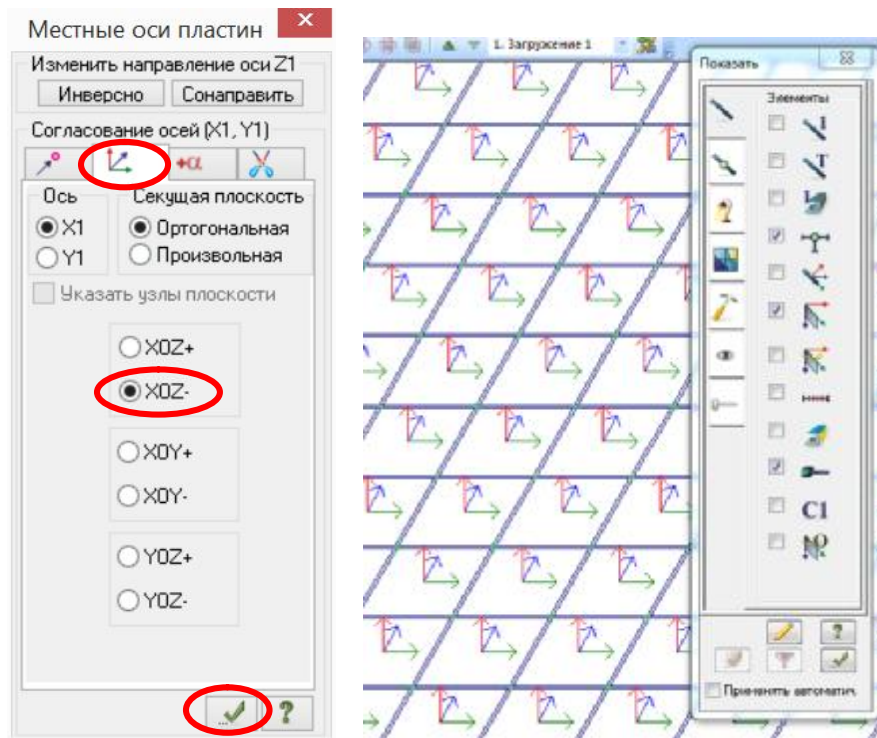 Местные оси пластин
Изменить направление оси Z1
Инверсно Сонаправить
Согласование осей (X1, Y1)
+α
Ось Секущая плоскость
X1 Ортогональная
Y1 Произвольная
Указать узлы плоскости
X0Z+
X0Z-
X0Y+
X0Y-
Y0Z+
Y0Z-
?
1. Загружение 1
Показать
Элементы
I
T
C1
?
Применять автоматич.